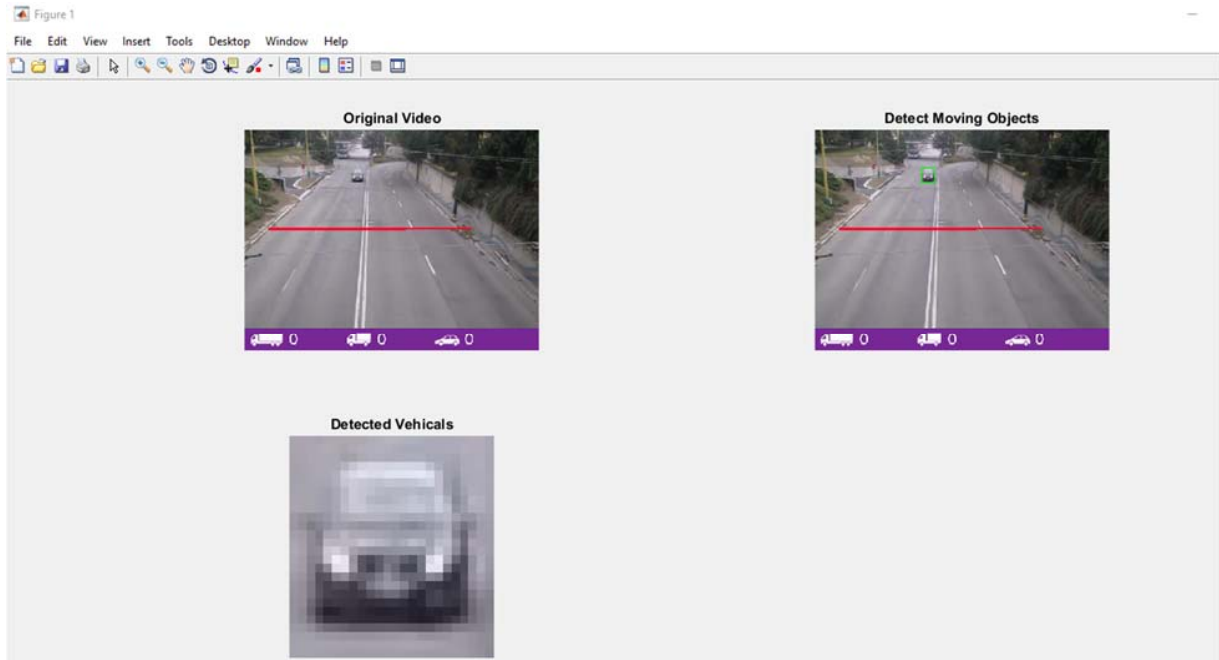 Figure 1
File Edit View Insert Tools Desktop Window Help
Original Video
Detect Moving Objects
0 0 0
0 0 0
Detected Vehicals